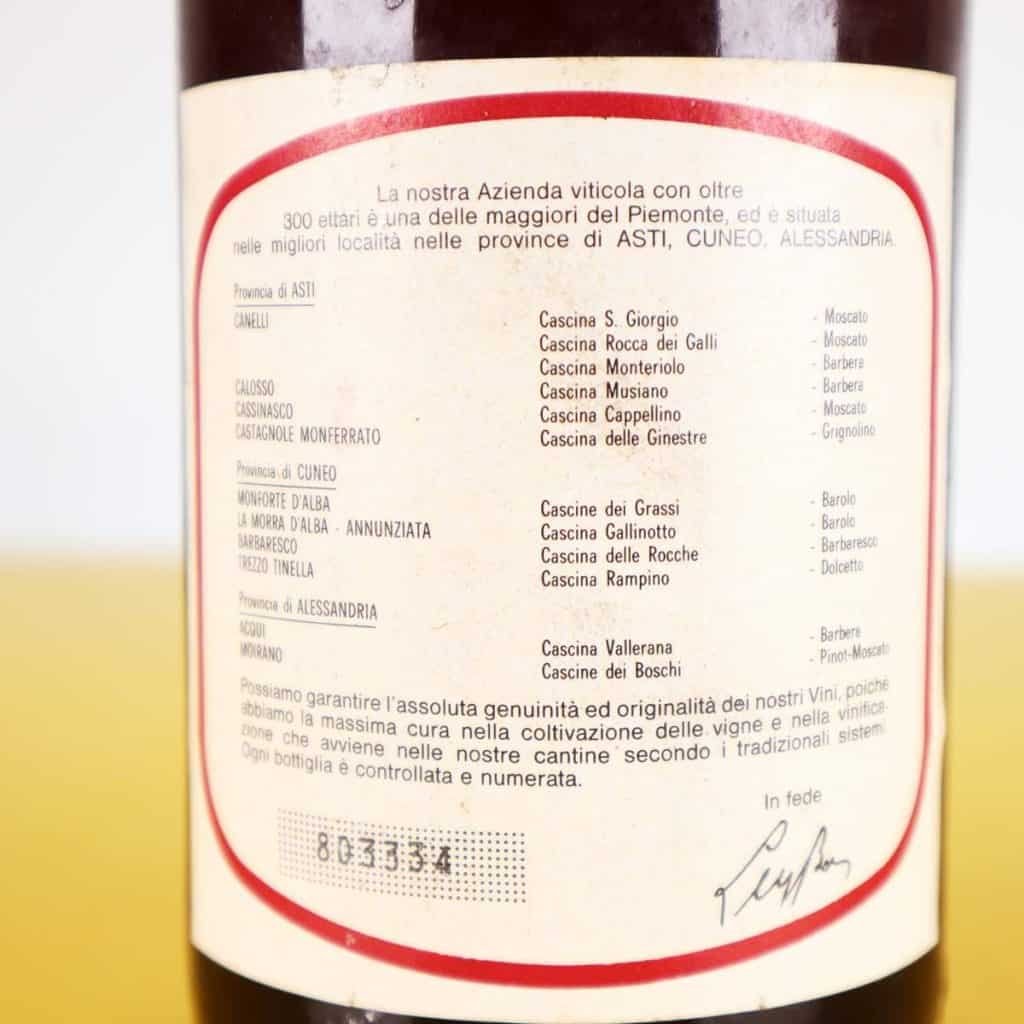 La nostra Azienda viticola con oltre
300 ettari è una delle maggiori del Piemonte, ed è situata
nelle migliori località nelle province di ASTI, CUNEO, ALESSANDRIA.
Provincia di ASTI
CANELLI Cascina S. Giorgio - Moscato
Cascina Rocca dei Galli - Moscato
Cascina Monteriolo - Barbera
CALOSSO Cascina Musiano - Barbera
CASSINASCO Cascina Cappellino - Moscato
CASTAGNOLE MONFERRATO Cascina delle Ginestre - Grignolino
Provincia di CUNEO
MONFORTE D'ALBA Cascine dei Grassi - Barolo
LA MORRA D'ALBA - ANNUNZIATA Cascina Gallinotto - Barolo
BARBARESCO Cascina delle Rocche - Barbaresco
TREZZO TINELLA Cascina Rampino - Dolcetto
Provincia di ALESSANDRIA
ACQUI Cascina Vallerana - Barbera
MOIRANO Cascine dei Boschi - Pinot-Moscato
Possiamo garantire l'assoluta genuinità ed originalità dei nostri Vini, poichè
abbiamo la massima cura nella coltivazione delle vigne e nella vinifica-
zione che avviene nelle nostre cantine secondo i tradizionali sistemi.
Ogni bottiglia è controllata e numerata.
In fede
803334